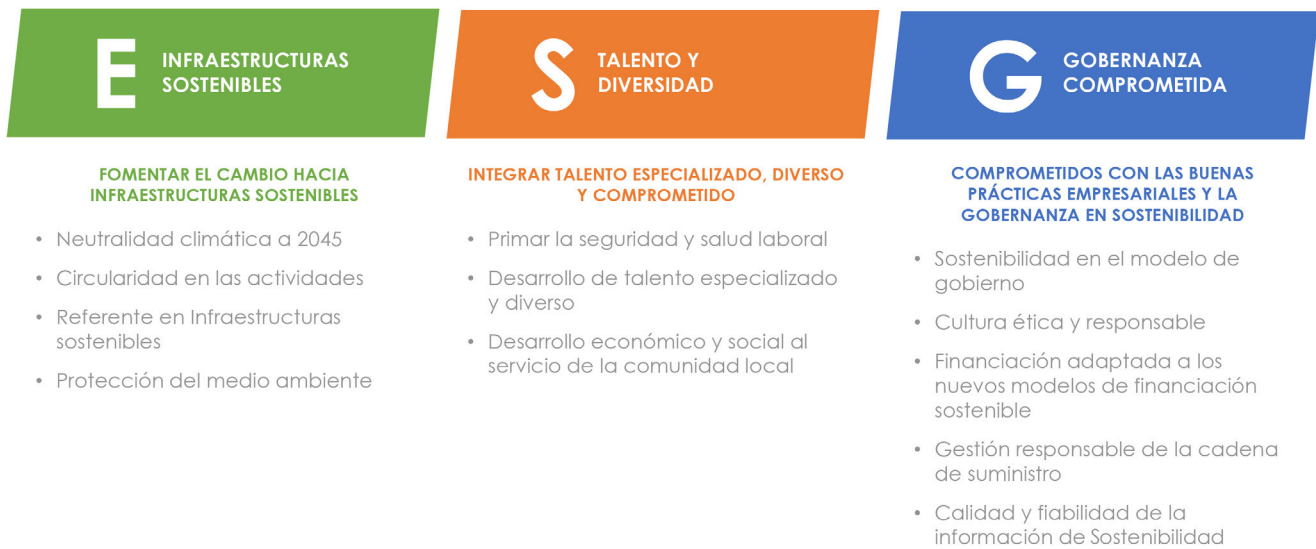 E
INFRAESTRUCTURAS
SOSTENIBLES
FOMENTAR EL CAMBIO HACIA
INFRAESTRUCTURAS SOSTENIBLES
• Neutralidad climática a 2045
• Circularidad en las actividades
• Referente en Infraestructuras
sostenibles
• Protección del medio ambiente
S
TALENTO Y
DIVERSIDAD
INTEGRAR TALENTO ESPECIALIZADO, DIVERSO
Y COMPROMETIDO
• Primar la seguridad y salud laboral
• Desarrollo de talento especializado
y diverso
• Desarrollo económico y social al
servicio de la comunidad local
G
GOBERNANZA
COMPROMETIDA
COMPROMETIDOS CON LAS BUENAS
PRÁCTICAS EMPRESARIALES Y LA
GOBERNANZA EN SOSTENIBILIDAD
• Sostenibilidad en el modelo de
gobierno
• Cultura ética y responsable
• Financiación adaptada a los
nuevos modelos de financiación
sostenible
• Gestión responsable de la cadena
de suministro
• Calidad y fiabilidad de la
información de Sostenibilidad